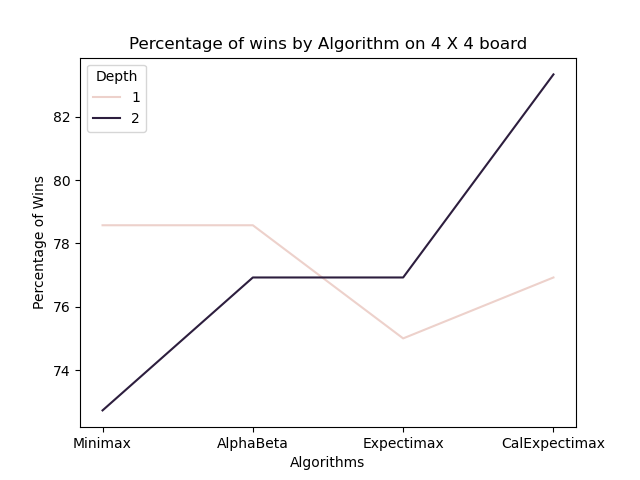 Percentage of wins by Algorithm on 4 X 4 board
Depth
1
2
82
80
78
76
74
Percentage of Wins
Minimax AlphaBeta Expectimax CalExpectimax
Algorithms